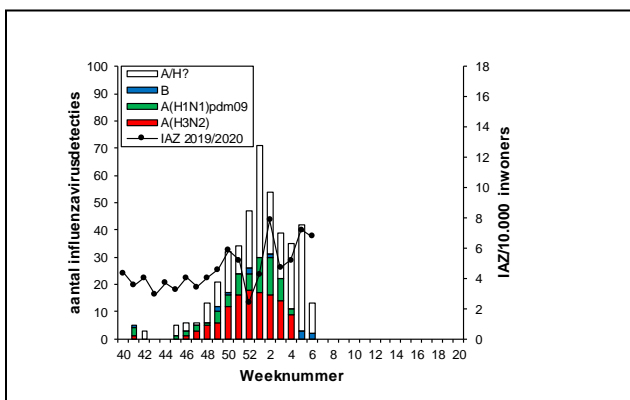 aantal influenzavirusdetecties
100
90
80
70
60
50
40
30
20
10
0
A/H?
B
A(H1N1)pdm09
A(H3N2)
IAZ 2019/2020
18
16
14
12
10
8
6
4
2
0
IAZ/10.000 inwoners
40 42 44 46 48 50 52 2 4 6 8 10 12 14 16 18 20
Weeknummer